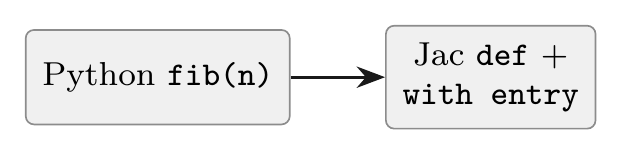 Python fib(n)
Jac def +
with entry